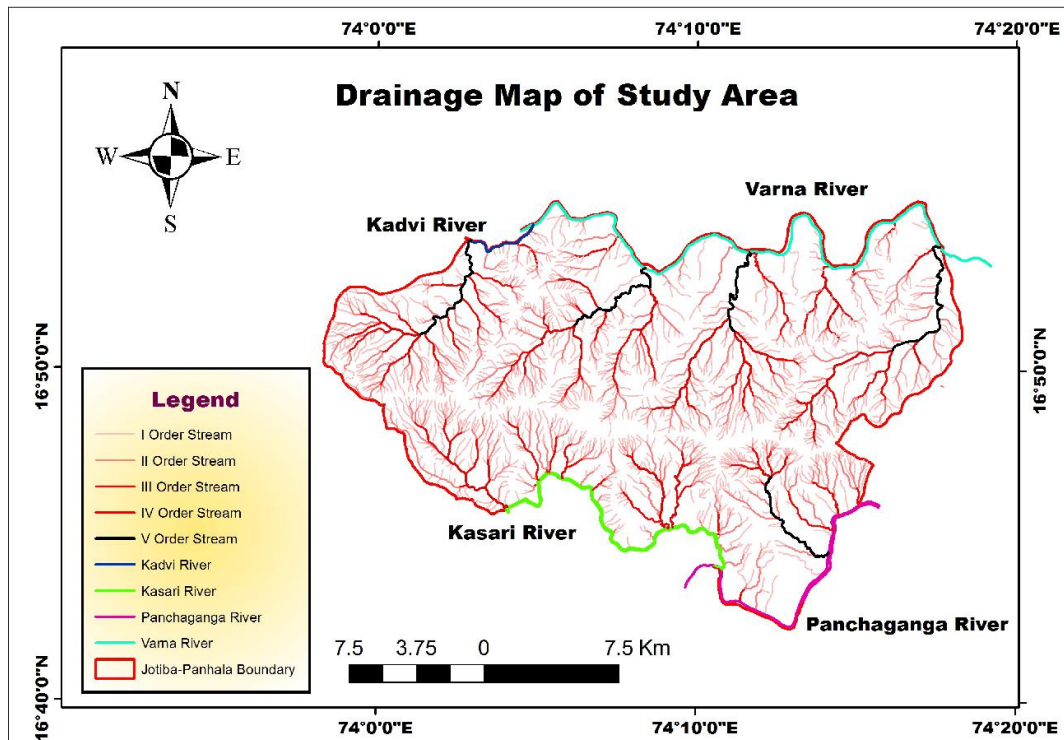 74°0'0"E 74°10'0"E 74°20'0"E
Drainage Map of Study Area
N
W E
S
Varna River
Kadvi River
16°50'0"N 16°50'0"N
Legend
I Order Stream
II Order Stream
III Order Stream
IV Order Stream
V Order Stream
Kadvi River
Kasari River
Panchaganga River
Varna River
Jotiba-Panhala Boundary
Kasari River
Panchaganga River
7.5 3.75 0 7.5 Km
16°40'0"N 16°40'0"N
74°0'0"E 74°10'0"E 74°20'0"E